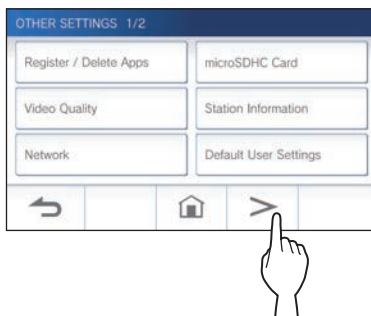 OTHER SETTINGS 1/2
Register / Delete Apps
microSDHC Card
Video Quality
Station Information
Network
Default User Settings